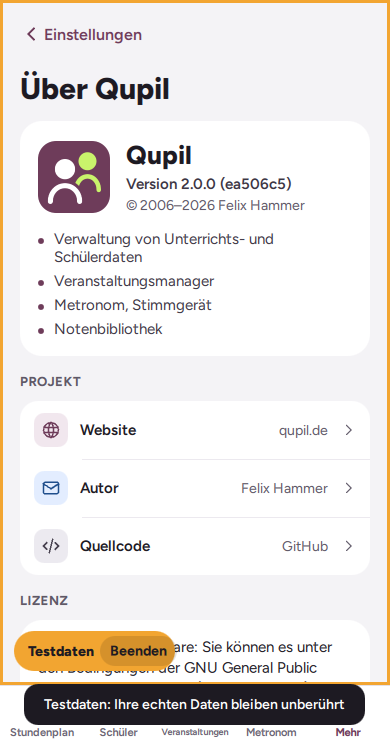 Einstellungen
Über Qupil
Qupil
Version 2.0.0 (ea506c5)
© 2006–2026 Felix Hammer
Verwaltung von Unterrichts- und
Schülerdaten
Veranstaltungsmanager
Metronom, Stimmgerät
Notenbibliothek
PROJEKT
Website qupil.de
Autor Felix Hammer
Quellcode GitHub
LIZENZ
are: Sie können es unter
Testdaten Beenden
den Bedingungen der GNU General Public
Testdaten: Ihre echten Daten bleiben unberührt
Stundenplan Schüler Veranstaltungen Metronom Mehr